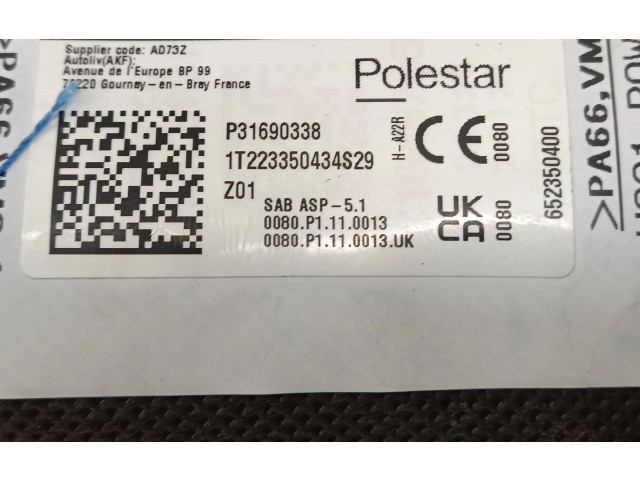 Supplier code: AD73Z
Autoliv(AKF):
Avenue de l'Europe BP 99
76220 Gournay-en-Bray France
Polestar
P31690338
1T223350434S29
Z01
SAB ASP-5.1
0080.P1.11.0013
0080.P1.11.0013.UK
H-A22R
CE
0080
UK
CA
0080
652350400
>PA66,VM